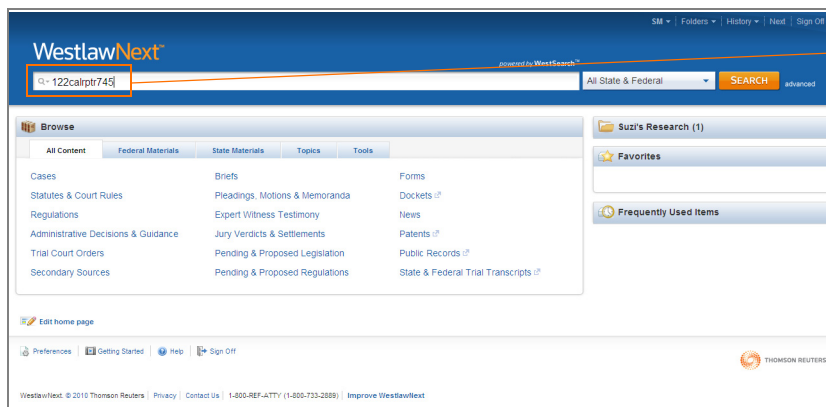 SM | Folders | History | Next | Sign Off
WestlawNext™
powered by WestSearch™
122calrptr745
All State & Federal
SEARCH
advanced
Browse
All Content Federal Materials State Materials Topics Tools
Cases Briefs Forms
Statutes & Court Rules Pleadings, Motions & Memoranda Dockets
Regulations Expert Witness Testimony News
Administrative Decisions & Guidance Jury Verdicts & Settlements Patents
Trial Court Orders Pending & Proposed Legislation Public Records
Secondary Sources Pending & Proposed Regulations State & Federal Trial Transcripts
Suzi's Research (1)
Favorites
Frequently Used Items
Edit home page
Preferences | Getting Started | Help | Sign Off
THOMSON REUTERS
WestlawNext. © 2010 Thomson Reuters | Privacy | Contact Us | 1-800-REF-ATTY (1-800-733-2889) | Improve WestlawNext